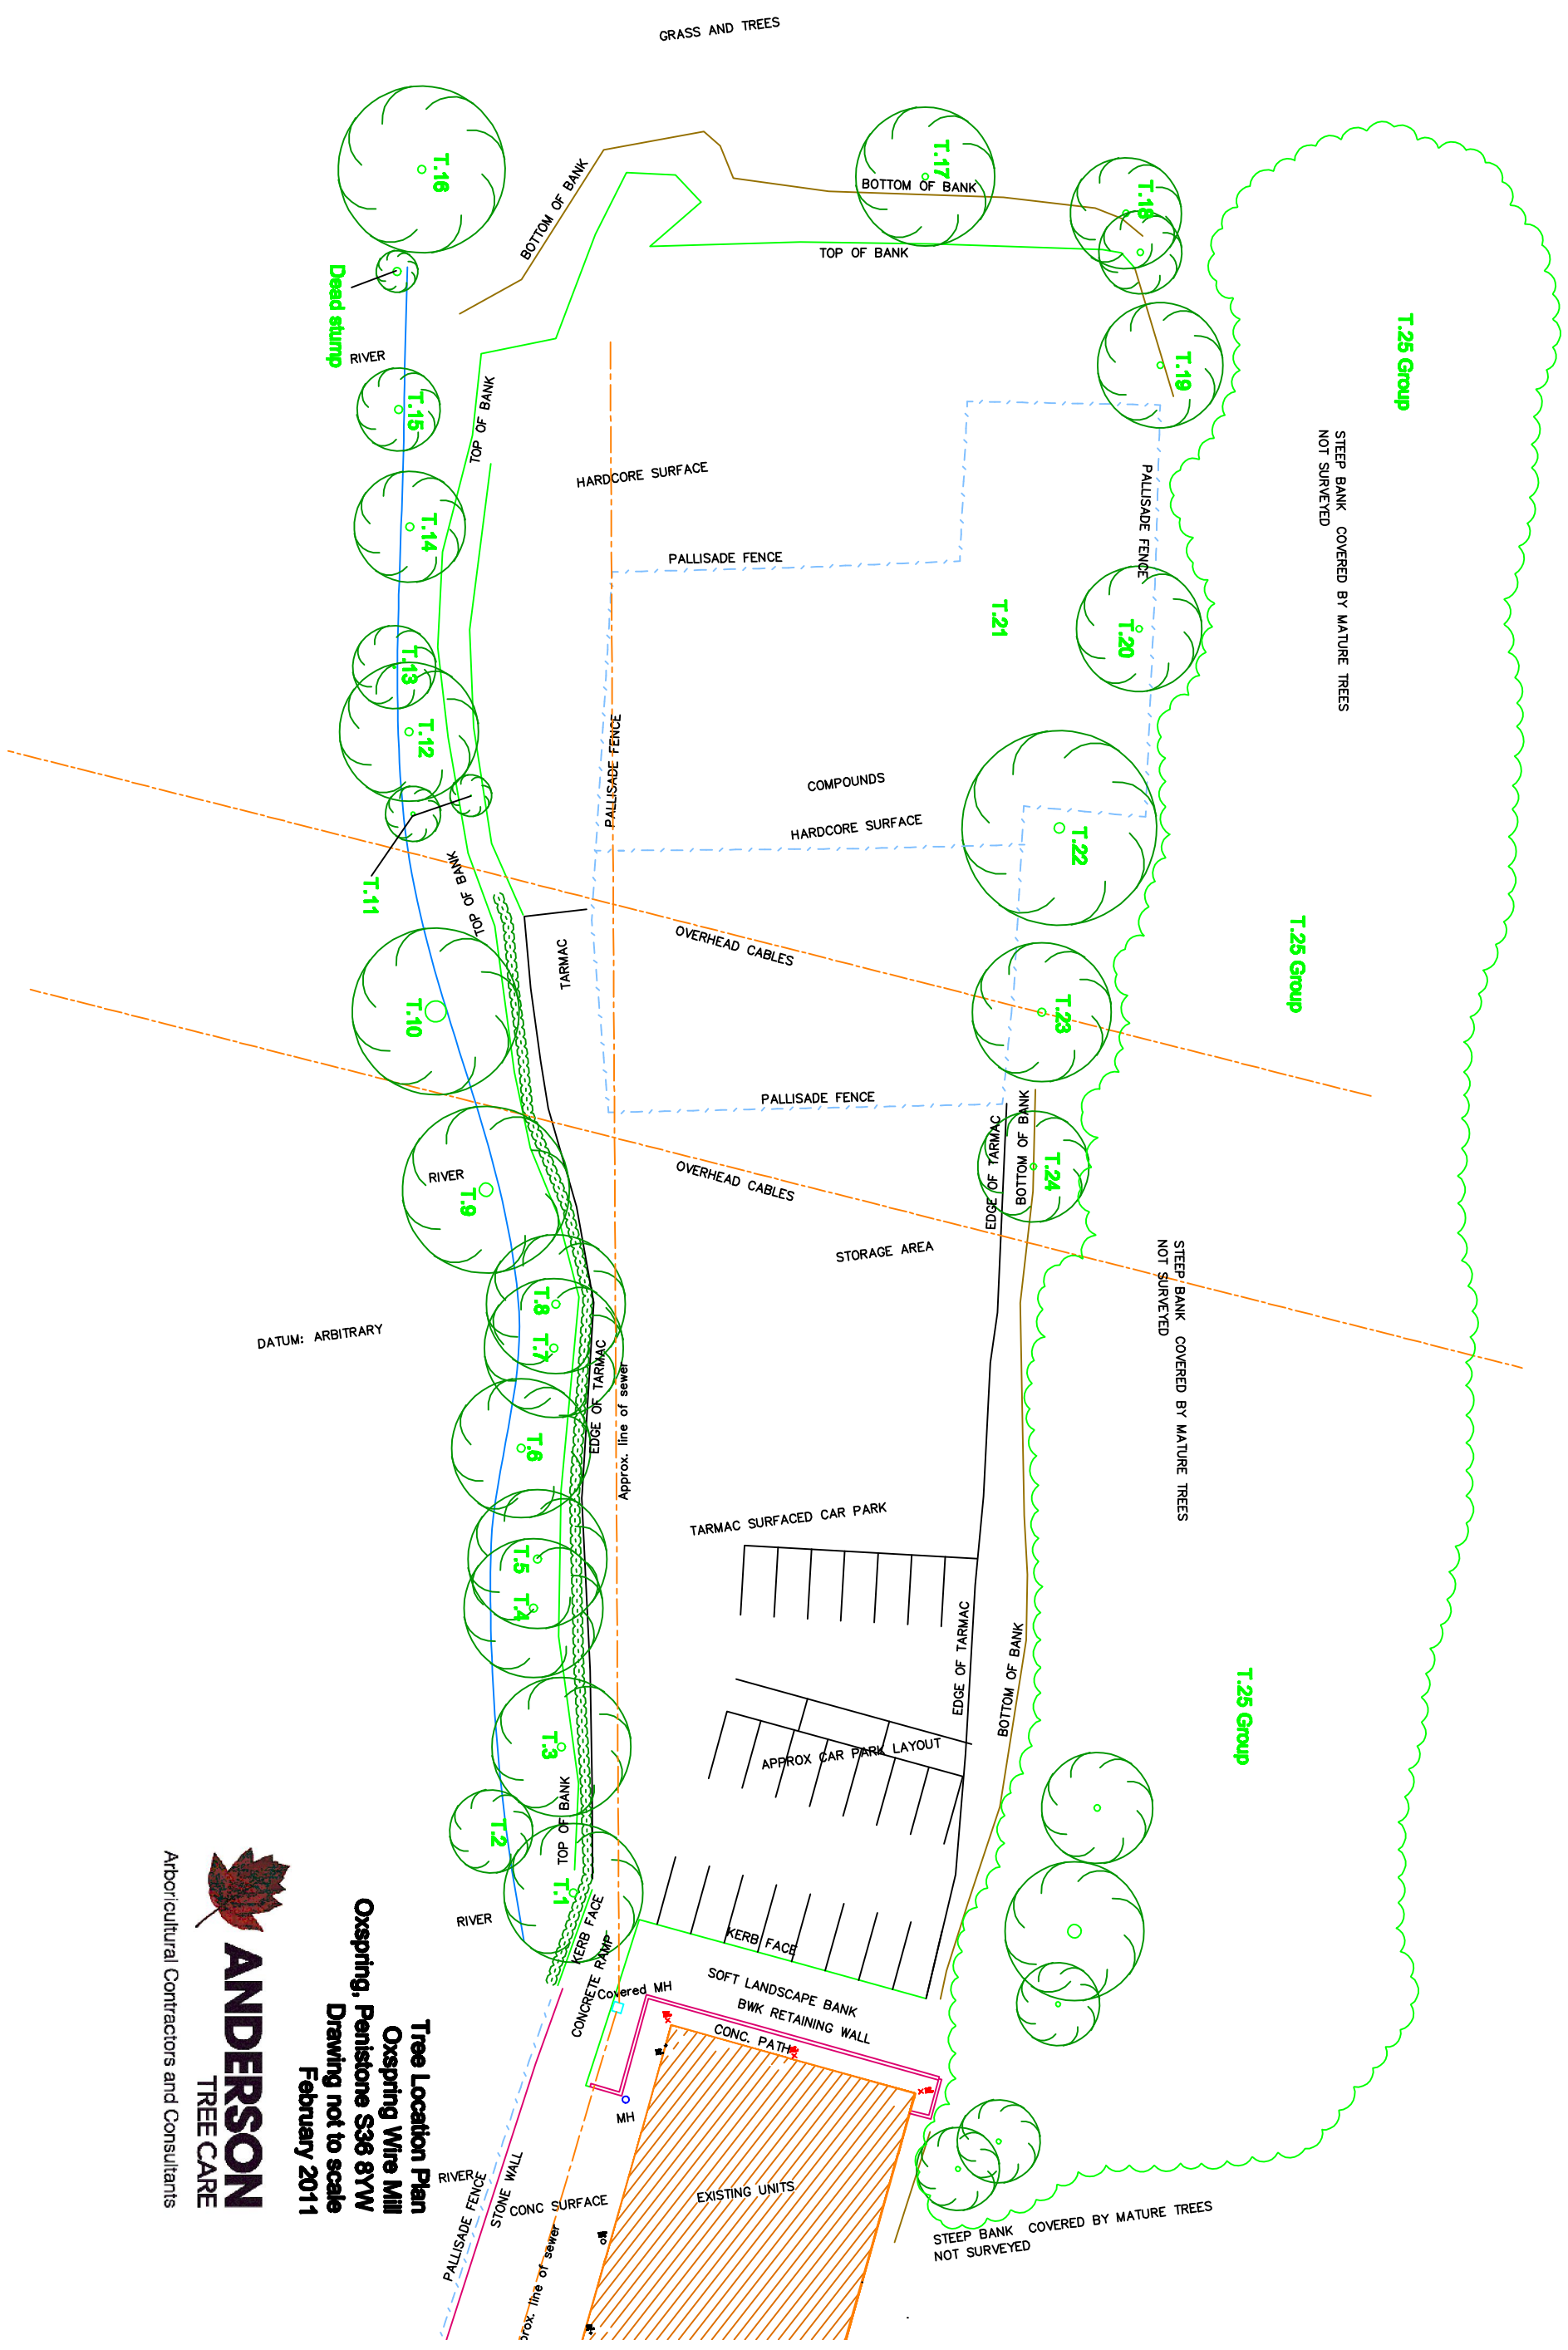 GRASS AND TREES
T.16
T.17
T.18
BOTTOM OF BANK
BOTTOM OF BANK
TOP OF BANK
Dead stump
RIVER
T.19
T.25 Group
T.15
TOP OF BANK
HARDCORE SURFACE
STEEP BANK COVERED BY MATURE TREES
NOT SURVEYED
PALLISADE FENCE
T.14
PALLISADE FENCE
T.21
T.20
T.13
T.12
PALLISADE FENCE
COMPOUNDS
HARDCORE SURFACE
T.22
T.11
TOP OF BANK
TARMAC
OVERHEAD CABLES
T.25 Group
T.10
T.23
PALLISADE FENCE
EDGE OF TARMAC
BOTTOM OF BANK
T.24
RIVER
T.9
OVERHEAD CABLES
STORAGE AREA
STEEP BANK COVERED BY MATURE TREES
NOT SURVEYED
T.8
DATUM: ARBITRARY
T.7
EDGE OF TARMAC
Approx. line of sewer
T.6
TARMAC SURFACED CAR PARK
T.5
T.4
EDGE OF TARMAC
BOTTOM OF BANK
T.25 Group
T.3
APPROX CAR PARK LAYOUT
TOP OF BANK
T.2
T.1
RIVER
KERB FACE
KERB FACE
CONCRETE RAMP
Covered MH
SOFT LANDSCAPE BANK
BWK RETAINING WALL
CONC. PATH
MH
RIVER
PALLISADE FENCE
STONE WALL
CONC SURFACE
EXISTING UNITS
prox. line of sewer
STEEP BANK COVERED BY MATURE TREES
NOT SURVEYED
Tree Location Plan
Oxspring Wire Mill
Oxspring, Penistone S36 8YW
Drawing not to scale
February 2011
ANDERSON
TREE CARE
Arboricultural Contractors and Consultants